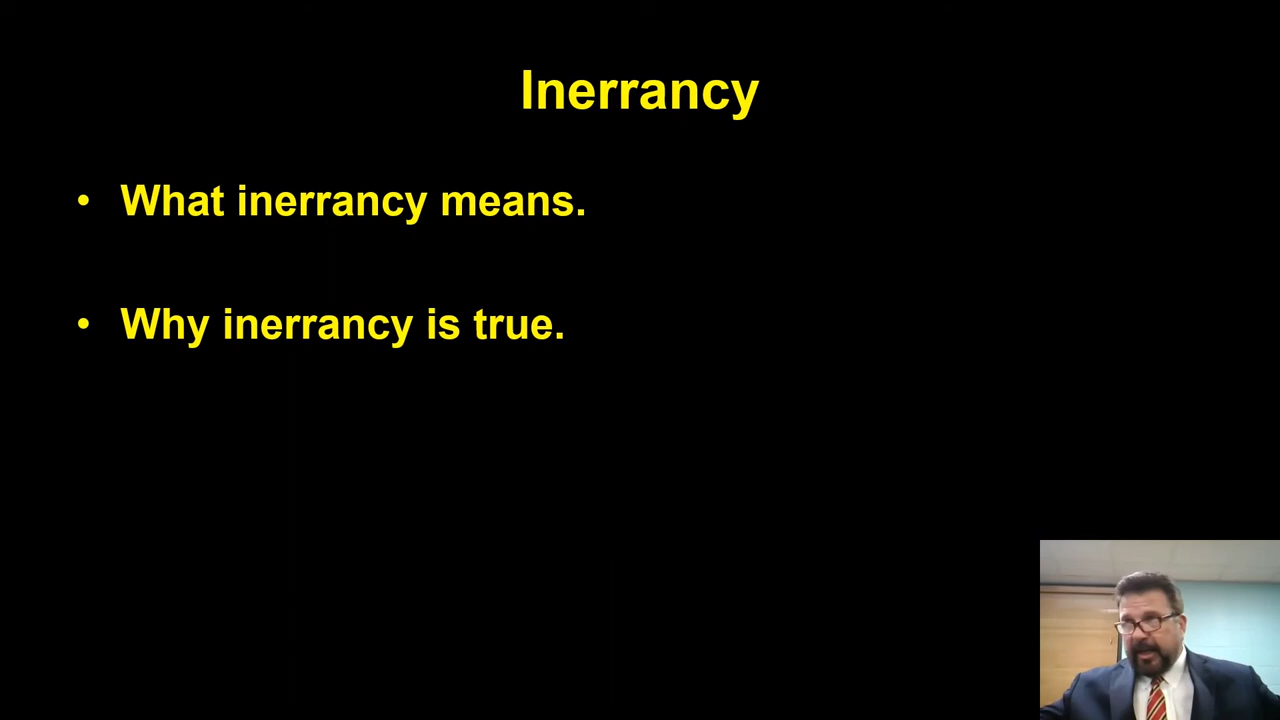 Inerrancy
• What inerrancy means.
• Why inerrancy is true.